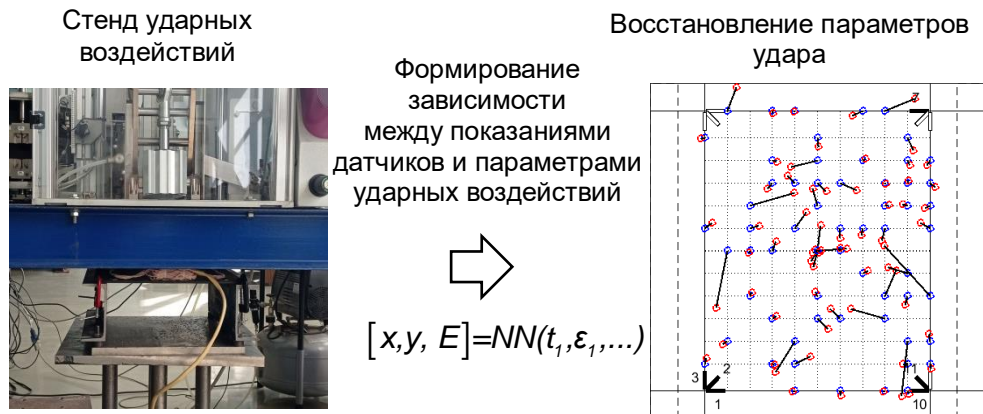 Стенд ударных
воздействий
Формирование
зависимости
между показаниями
датчиков и параметрами
ударных воздействий
[x,y, E]=NN(t₁,ε₁,...)
Восстановление параметров
удара
7
3
2
1
1
10